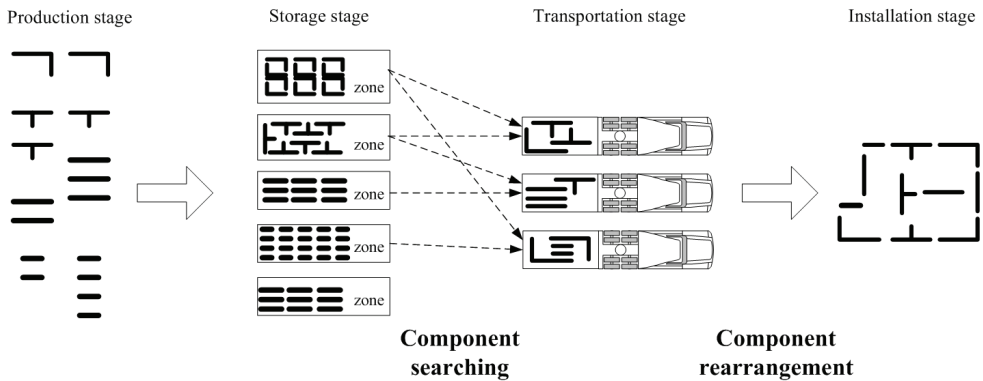 Production stage
Storage stage
Transportation stage
Installation stage
zone
zone
zone
zone
zone
Component
searching
Component
rearrangement